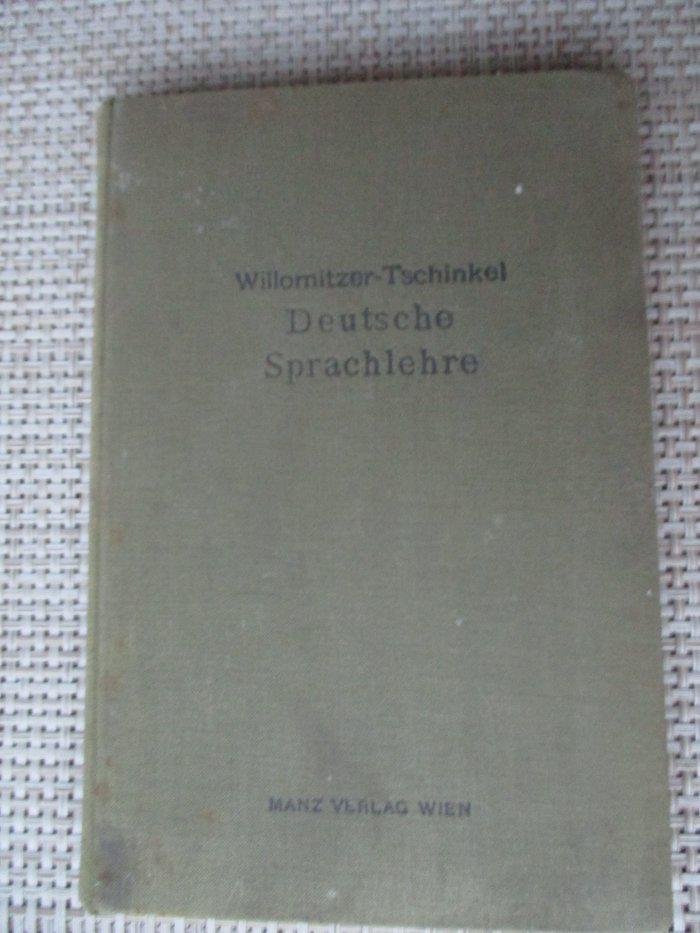 Willomitzer-Tschinkel
Deutsche
Sprachlehre
MANZ VERLAG WIEN